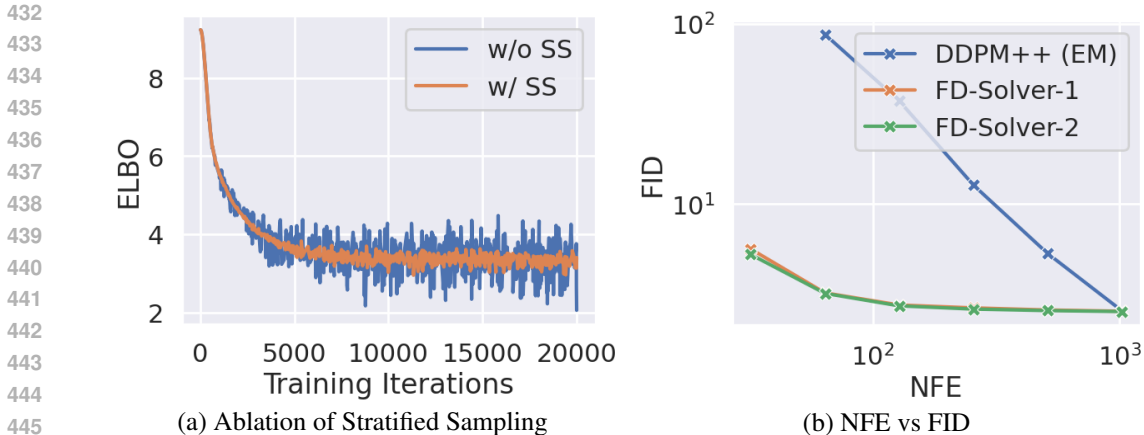 432
433
434
435
436
437
438
439
440
441
442
443
444
445
8
6
4
2
ELBO
w/o SS
w/ SS
0 5000 10000 15000 20000
Training Iterations
(a) Ablation of Stratified Sampling
10²
10¹
FID
DDPM++ (EM)
FD-Solver-1
FD-Solver-2
10² 10³
NFE
(b) NFE vs FID